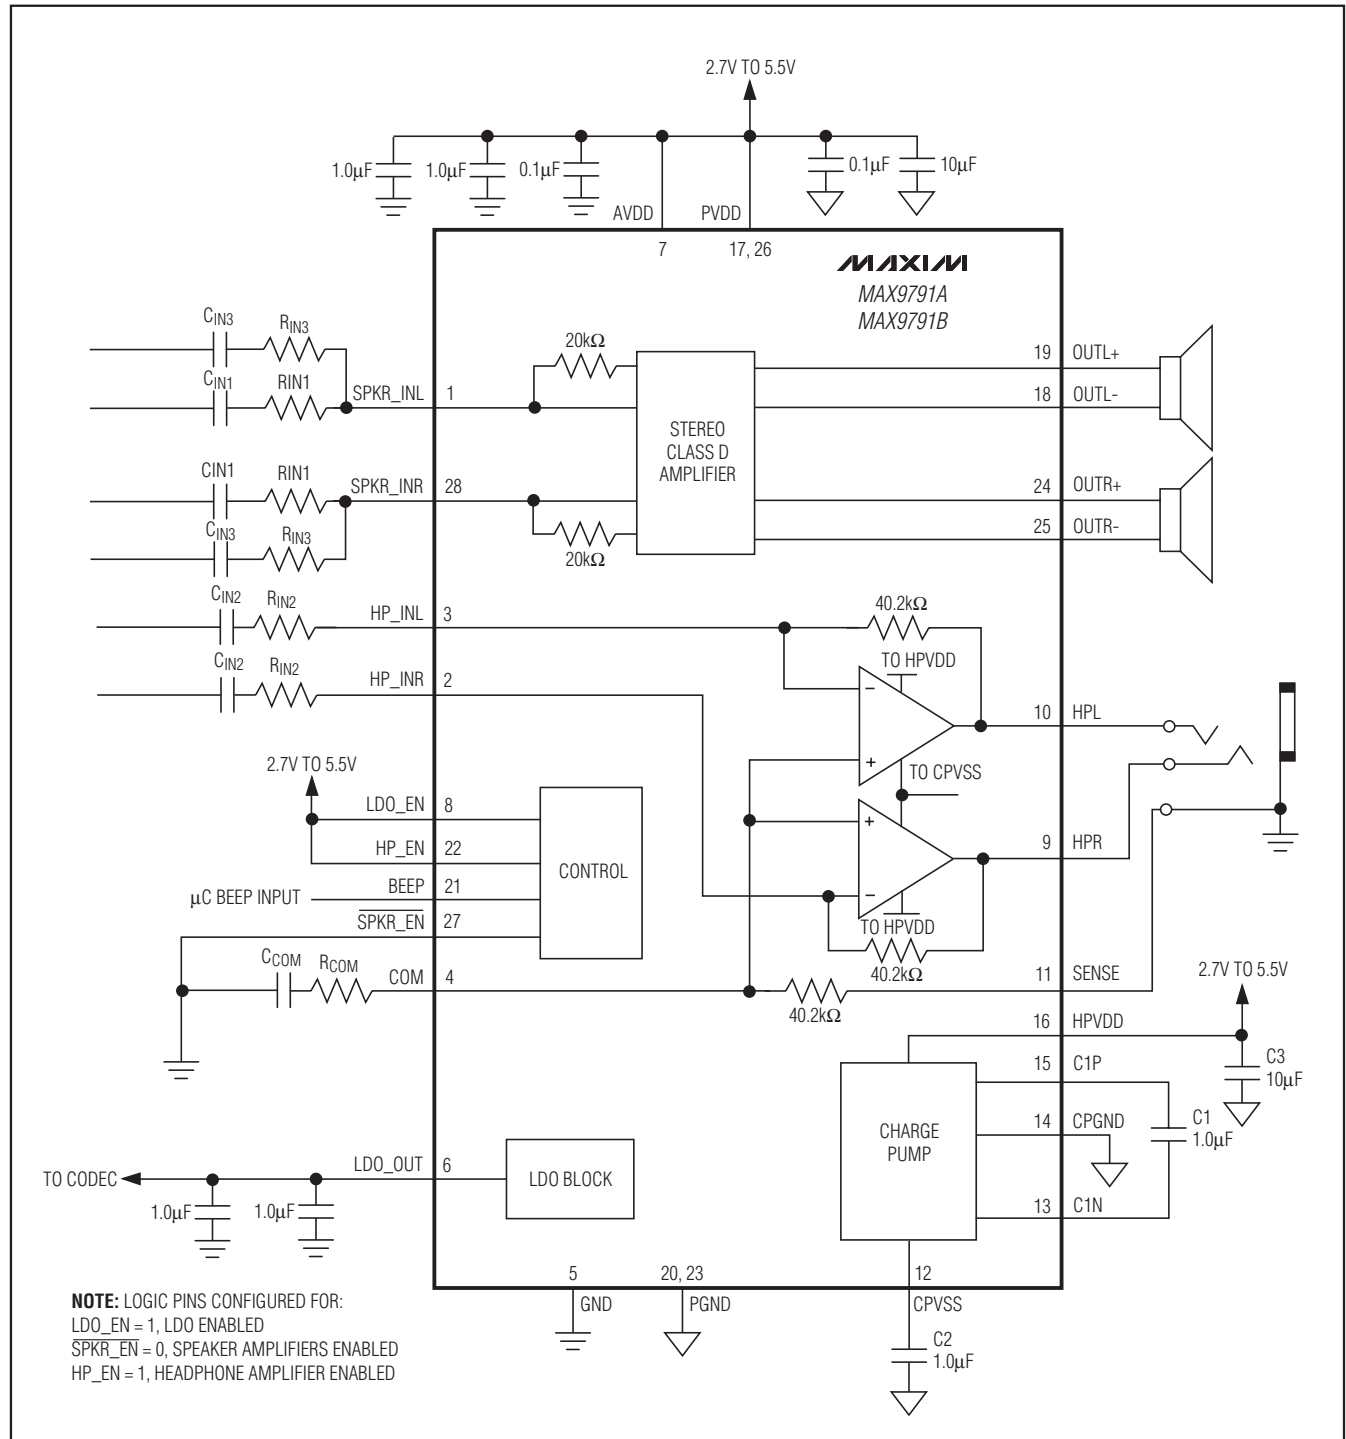 2.7V TO 5.5V
1.0μF
1.0μF
0.1μF
0.1μF
10μF
AVDD
PVDD
7
17, 26
MAXIM
MAX9791A
MAX9791B
CIN3
RIN3
20kΩ
19
OUTL+
CIN1
RIN1
SPKR_INL
1
18
OUTL-
STEREO
CLASS D
AMPLIFIER
CIN1
RIN1
SPKR_INR
28
24
OUTR+
CIN3
RIN3
25
OUTR-
20kΩ
CIN2
RIN2
HP_INL
3
40.2kΩ
CIN2
RIN2
HP_INR
2
TO HPVDD
−
10
HPL
+
2.7V TO 5.5V
TO CPVSS
LDO_EN
8
+
HP_EN
22
9
HPR
CONTROL
μC BEEP INPUT
BEEP
21
−
SPKR_EN
27
TO HPVDD
CCOM
RCOM
COM
4
40.2kΩ
11
SENSE
2.7V TO 5.5V
40.2kΩ
16
HPVDD
15
C1P
C3
10μF
CHARGE
PUMP
14
CPGND
C1
1.0μF
TO CODEC
LDO_OUT
6
LDO BLOCK
1.0μF
1.0μF
13
C1N
5
20, 23
12
GND
PGND
CPVSS
C2
1.0μF
NOTE: LOGIC PINS CONFIGURED FOR:
LDO_EN = 1, LDO ENABLED
SPKR_EN = 0, SPEAKER AMPLIFIERS ENABLED
HP_EN = 1, HEADPHONE AMPLIFIER ENABLED